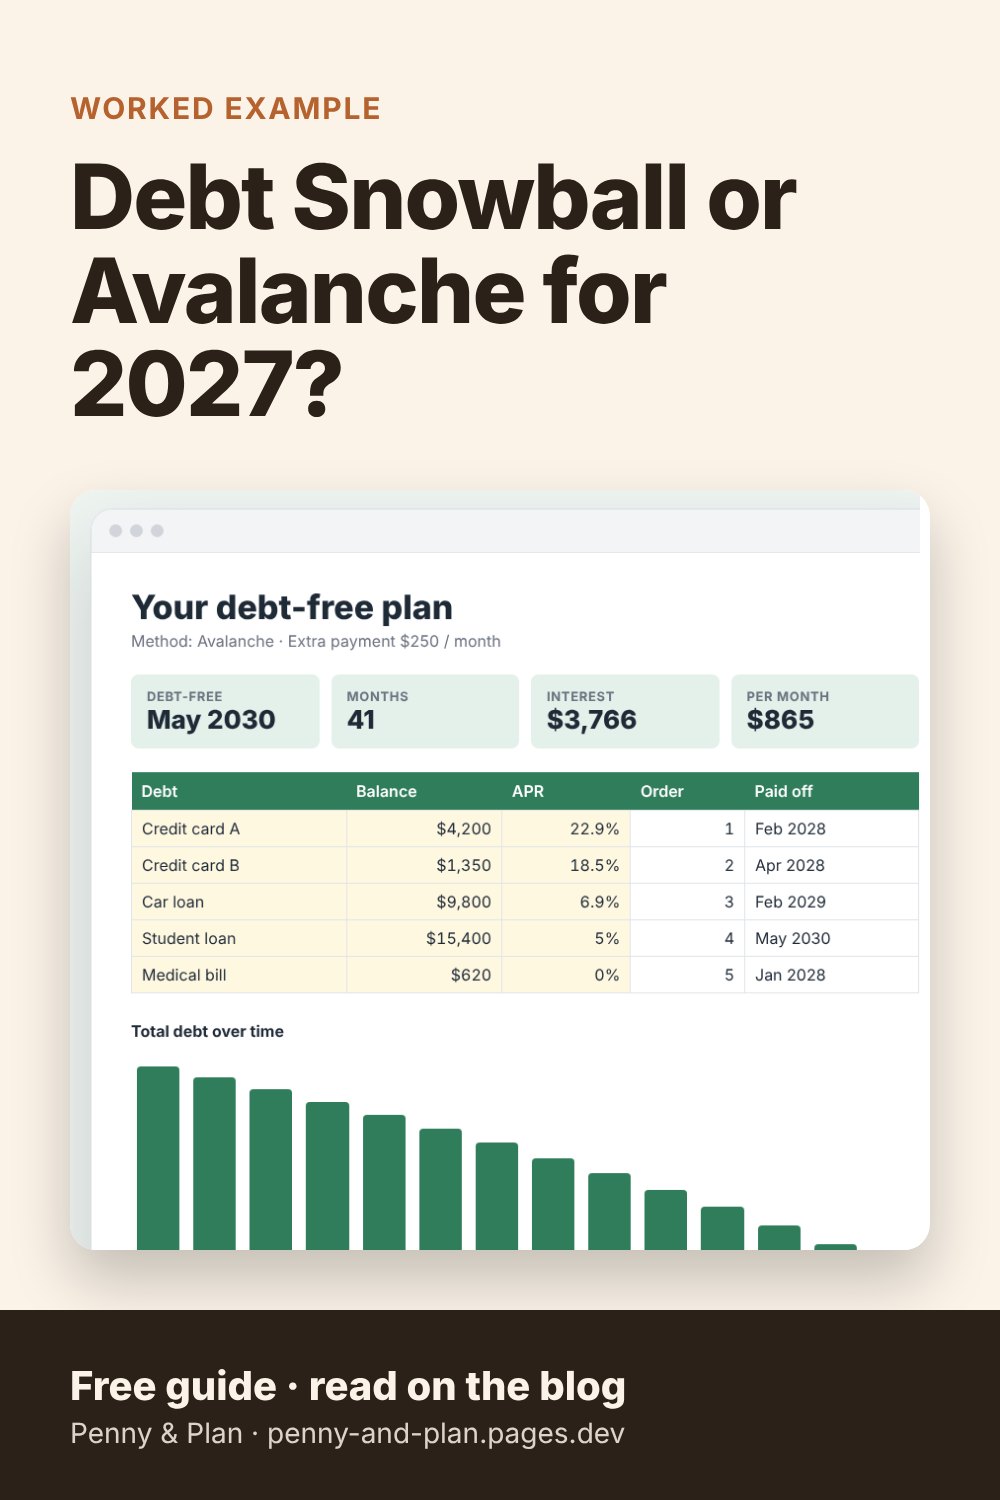 WORKED EXAMPLE
Debt Snowball or
Avalanche for
2027?
Your debt-free plan
Method: Avalanche · Extra payment $250 / month
DEBT-FREE MONTHS INTEREST PER MONTH
May 2030 41 $3,766 $865
Debt Balance APR Order Paid off
Credit card A $4,200 22.9% 1 Feb 2028
Credit card B $1,350 18.5% 2 Apr 2028
Car loan $9,800 6.9% 3 Feb 2029
Student loan $15,400 5% 4 May 2030
Medical bill $620 0% 5 Jan 2028
Total debt over time
Free guide · read on the blog
Penny & Plan · penny-and-plan.pages.dev